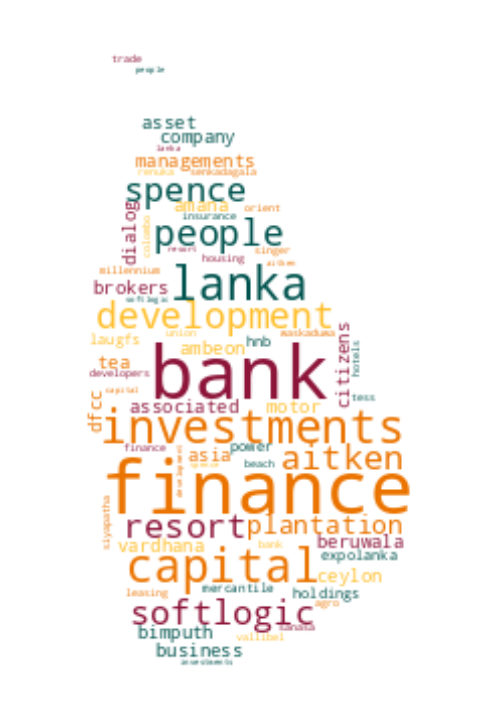 trade
people
asset
company
lanka
managements
renuka senkadagala
spence
amana orient
insurance
dialog
colombo
people
resort singer
housing aitken
millennium
lanka
brokers
softlogic
development
union waskaduwa
laugfs
hnb
ambeon
citizens
hotels
tea
bank
developers
capital
tess
dfcc
associated motor
investments
finance power
asia aitken
beach
finance
siyapatha
resort plantation
beruwala
vardhana bank
expolanka
capital
ceylon
mercantile
leasing holdings
agro
softlogic
sanasa
bimputh
vallibel
business
investments